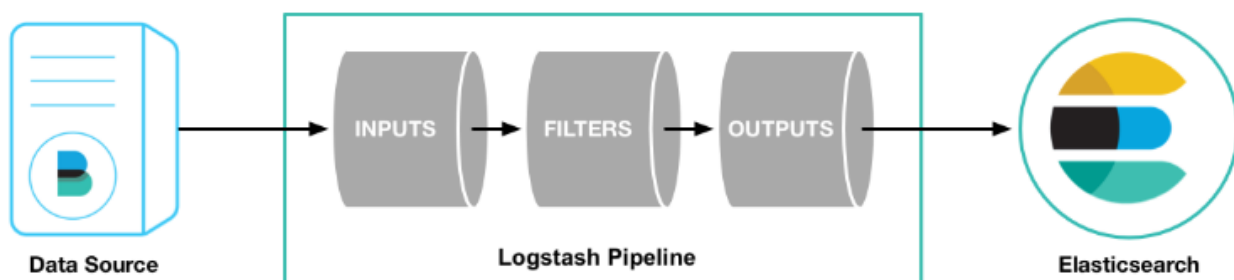 INPUTS
FILTERS
OUTPUTS
Data Source
Logstash Pipeline
Elasticsearch